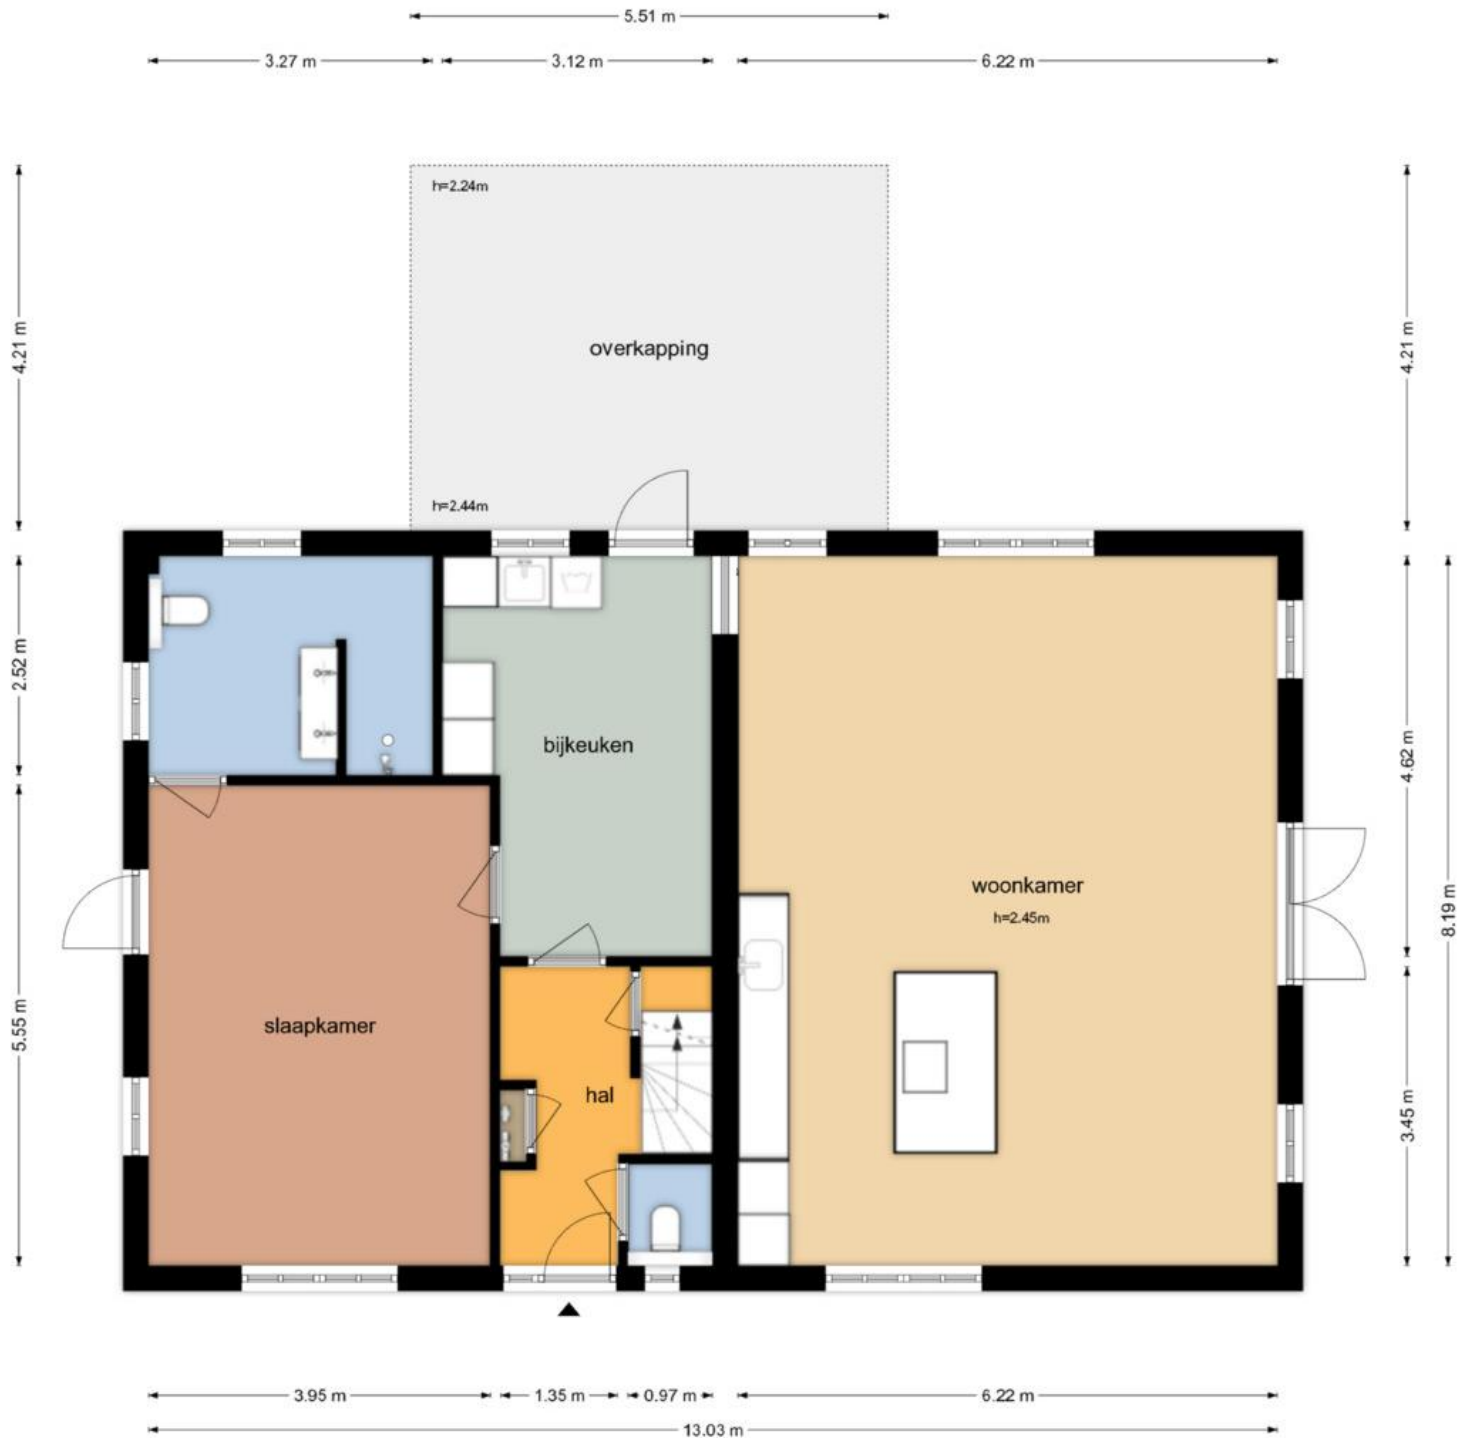 5.51 m
3.27 m
3.12 m
6.22 m
h=2.24m
4.21 m
overkapping
4.21 m
h=2.44m
2.52 m
bijkeuken
4.62 m
woonkamer
h=2.45m
8.19 m
slaapkamer
5.55 m
hal
3.45 m
3.95 m
1.35 m
0.97 m
6.22 m
13.03 m